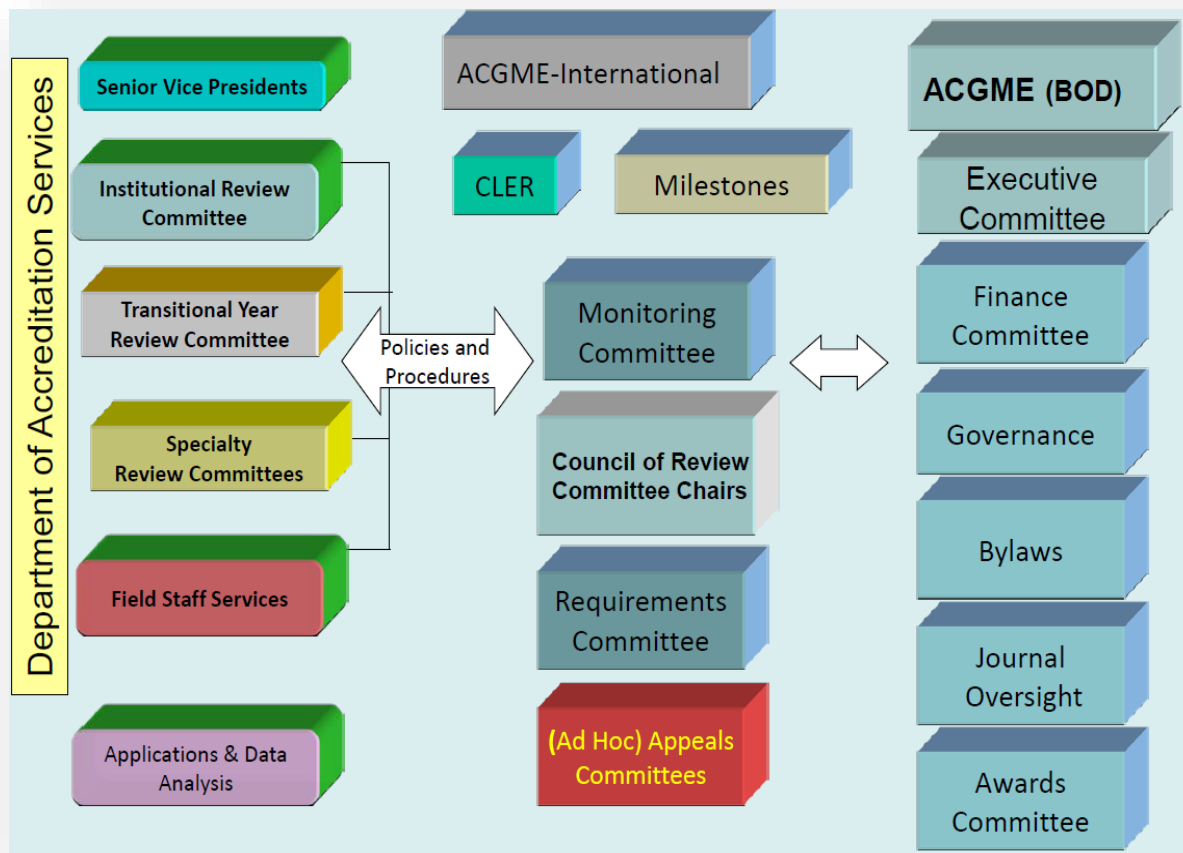 Department of Accreditation Services
Senior Vice Presidents
Institutional Review
Committee
Transitional Year
Review Committee
Specialty
Review Committees
Field Staff Services
Applications & Data
Analysis
Policies and
Procedures
ACGME-International
CLER
Milestones
Monitoring
Committee
Council of Review
Committee Chairs
Requirements
Committee
(Ad Hoc) Appeals
Committees
ACGME (BOD)
Executive
Committee
Finance
Committee
Governance
Bylaws
Journal
Oversight
Awards
Committee